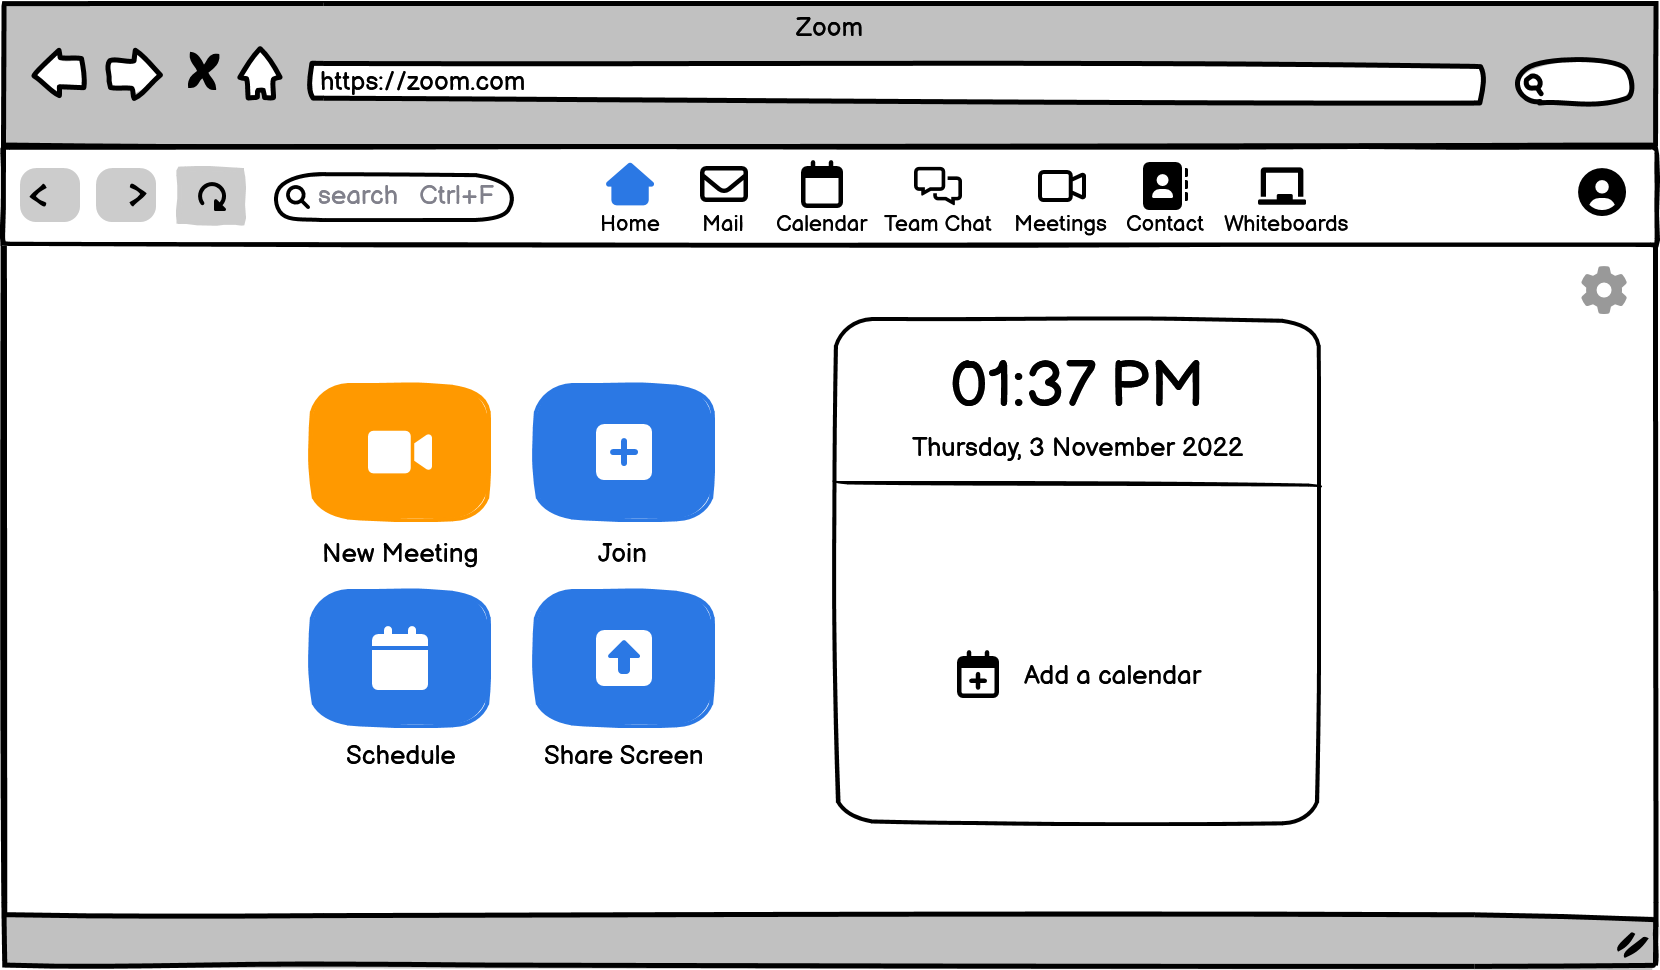 Zoom
https://zoom.com
search Ctrl+F
Home Mail Calendar Team Chat Meetings Contact Whiteboards
01:37 PM
Thursday, 3 November 2022
New Meeting Join
Add a calendar
Schedule Share Screen